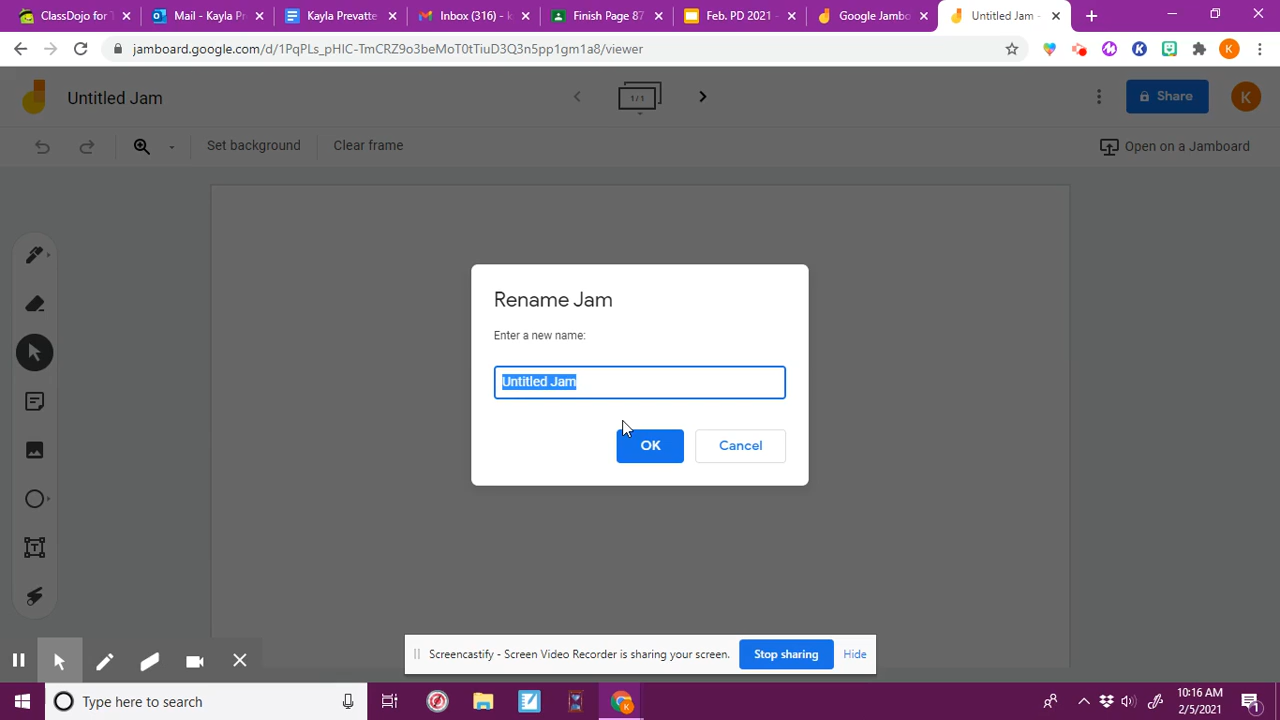 ClassDojo for T
Mail - Kayla Prev
Kayla Prevatte
Inbox (316) - k
Finish Page 87
Feb. PD 2021 -
Google Jambo
Untitled Jam -
jamboard.google.com/d/1PqPLs_pHIC-TmCRZ9o3beMoT0tTiuD3Q3n5pp1gm1a8/viewer
K
K
Untitled Jam
1/1
Share
K
Set background
Clear frame
Open on a Jamboard
Rename Jam
Enter a new name:
Untitled Jam
OK
Cancel
T
Screencastify - Screen Video Recorder is sharing your screen.
Stop sharing
Hide
Type here to search
K
10:16 AM
2/5/2021
1